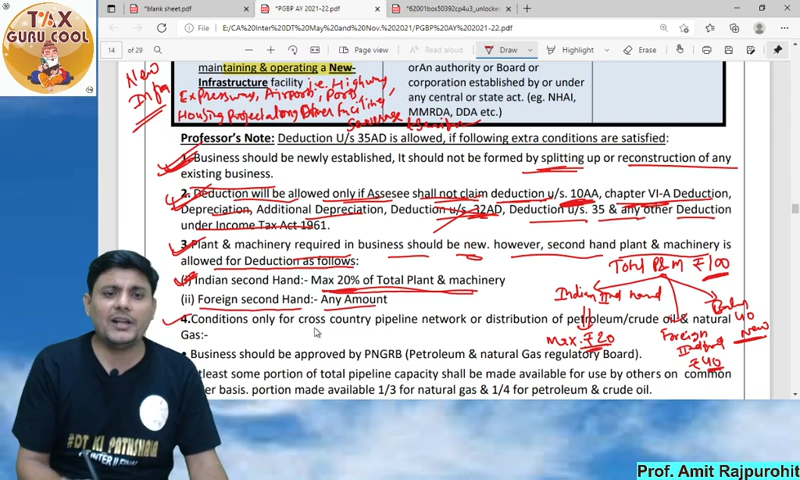 TAX
GURU COOL
*blank sheet.pdf
*PGBP AY 2021-22.pdf
*62001bos50392cp4u3_unlocked
E:/CA%20Inter%20DT%20May%20and%20Nov.%202021/PGBP%20AY%202021-22.pdf
14 of 29
Page view
Read aloud
Add text
Draw
Highlight
Erase
maintaining & operating a New-
Infrastructure facility i.e. Highway
Expressways, Airport, Ports
Housing Project along Other facilities,
New
Infra
orAn authority or Board or
corporation established by or under
any central or state act. (eg. NHAI,
MMRDA, DDA etc.)
Professor's Note: Deduction U/s 35AD is allowed, if following extra conditions are satisfied:
1. Business should be newly established, It should not be formed by splitting up or reconstruction of any
existing business.
2. Deduction will be allowed only if Assesee shall not claim deduction u/s. 10AA, chapter VI-A Deduction,
Depreciation, Additional Depreciation, Deduction u/s. 32AD, Deduction u/s. 35 & any other Deduction
under Income Tax Act 1961.
3. Plant & machinery required in business should be new. however, second hand plant & machinery is
allowed for Deduction as follows:
(i) Indian second Hand:- Max 20% of Total Plant & machinery
(ii) Foreign second Hand:- Any Amount
Total P&M ₹100
Indian IInd hand
Max. ₹20
Foreign
IInd hand
₹40
40
New
4. Conditions only for cross country pipeline network or distribution of petroleum/crude oil & natural
Gas:-
• Business should be approved by PNGRB (Petroleum & natural Gas regulatory Board).
Atleast some portion of total pipeline capacity shall be made available for use by others on common
basis. portion made available 1/3 for natural gas & 1/4 for petroleum & crude oil.
#DT KI PATHSHALA
Prof. Amit Rajpurohit